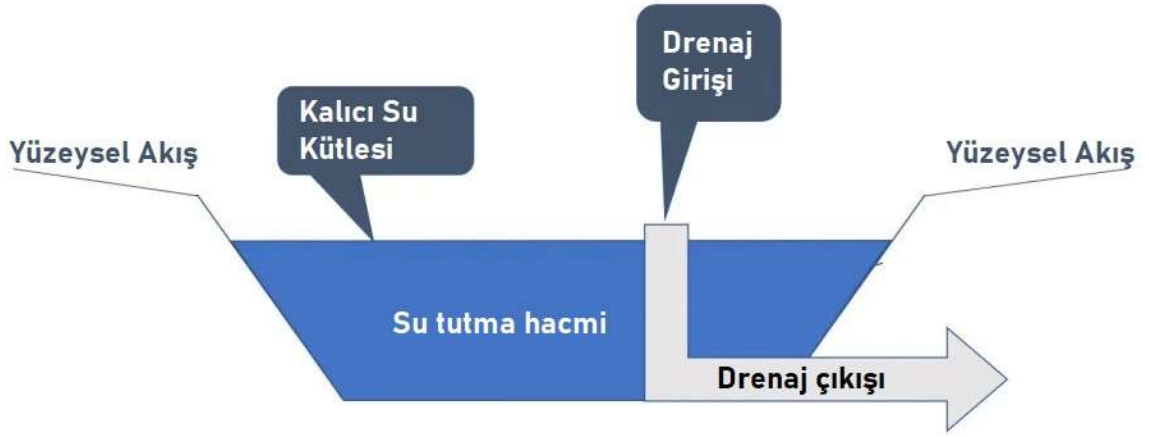 Drenaj
Girişi
Kalıcı Su
Kütlesi
Yüzeysel Akış
Yüzeysel Akış
Su tutma hacmi
Drenaj çıkışı